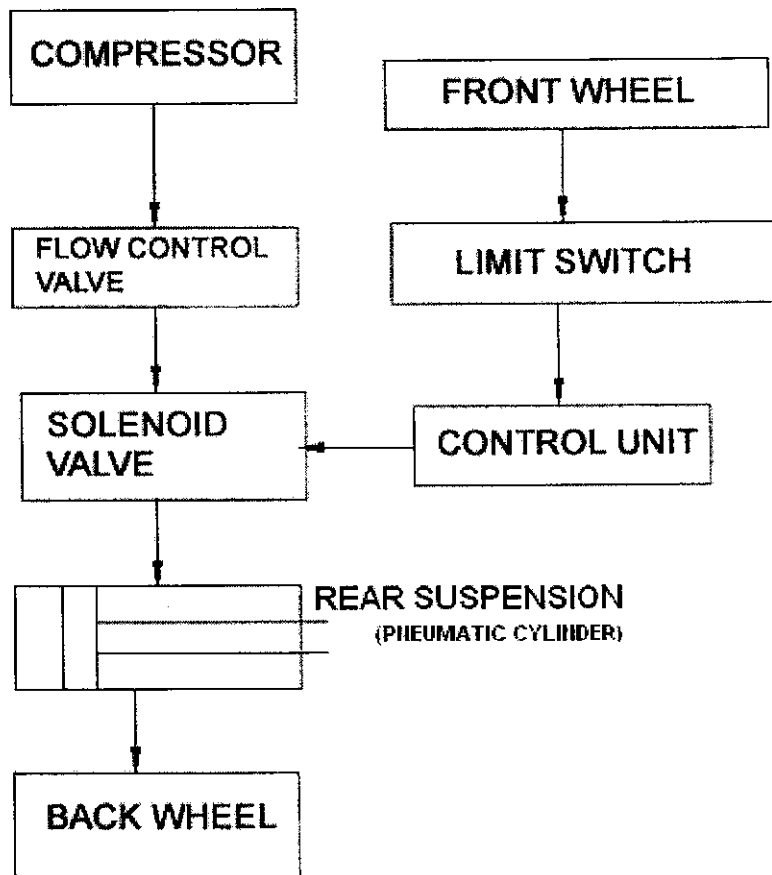 COMPRESSOR
FRONT WHEEL
FLOW CONTROL
VALVE
LIMIT SWITCH
SOLENOID
VALVE
CONTROL UNIT
REAR SUSPENSION
(PNEUMATIC CYLINDER)
BACK WHEEL